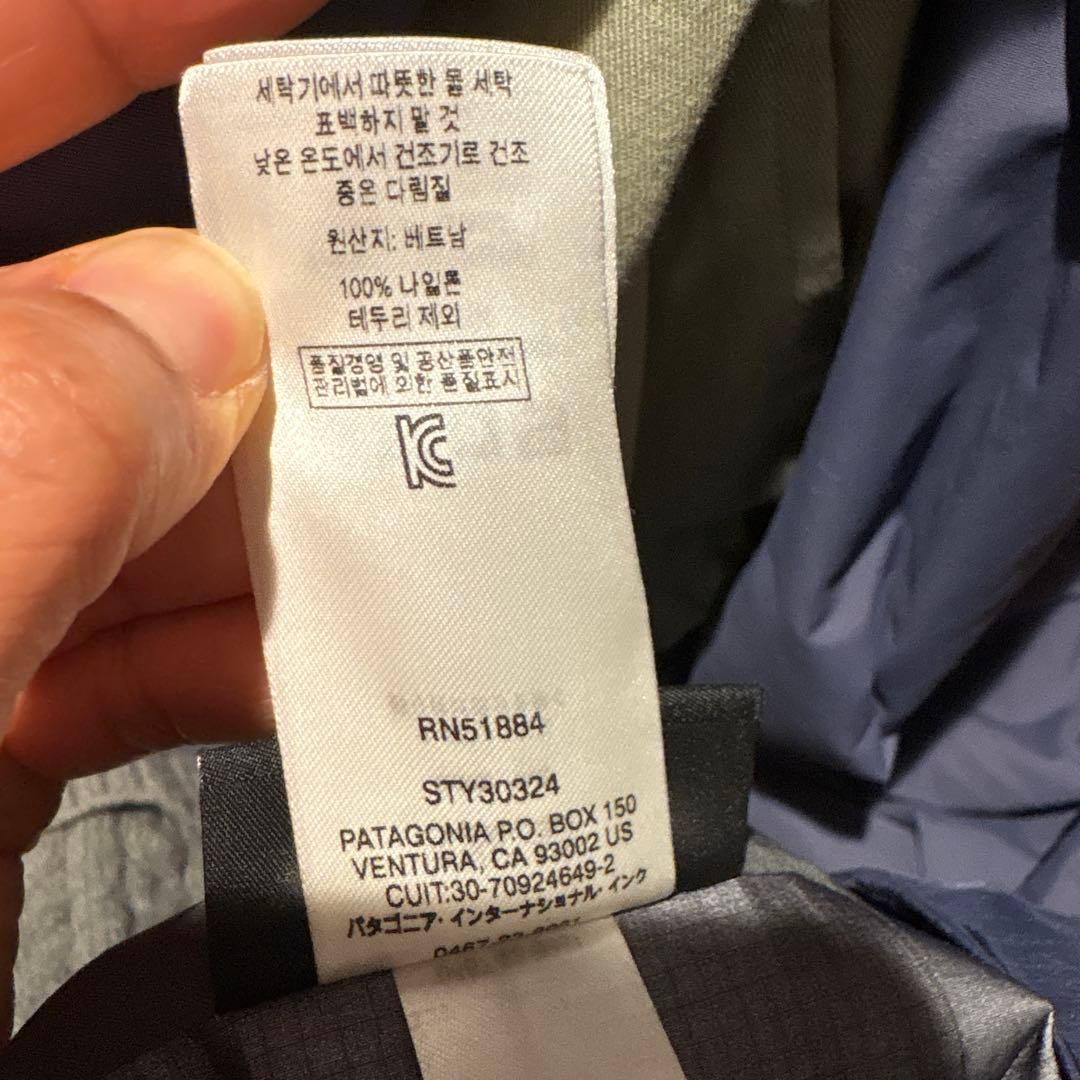 세탁기에서 따뜻한 물 세탁
표백하지 말 것
낮은 온도에서 건조기로 건조
중온 다림질
원산지: 베트남
100% 나일론
테두리 제외
품질경영 및 공산품안전
관리법에 의한 품질표시
KC
RN51884
STY30324
PATAGONIA P.O. BOX 150
VENTURA, CA 93002 US
CUIT:30-70924649-2
パタゴニア・インターナショナル・インク